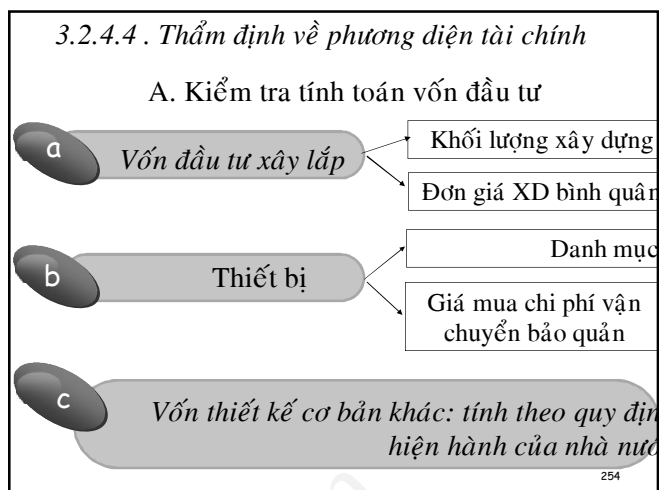 3.2.4.4 . Thẩm định về phương diện tài chính
A. Kiểm tra tính toán vốn đầu tư
a
Vốn đầu tư xây lắp
Khối lượng xây dựng
Đơn giá XD bình quân
b
Thiết bị
Danh mục
Giá mua chi phí vận
chuyển bảo quản
c
Vốn thiết kế cơ bản khác: tính theo quy địn
hiện hành của nhà nướ
254